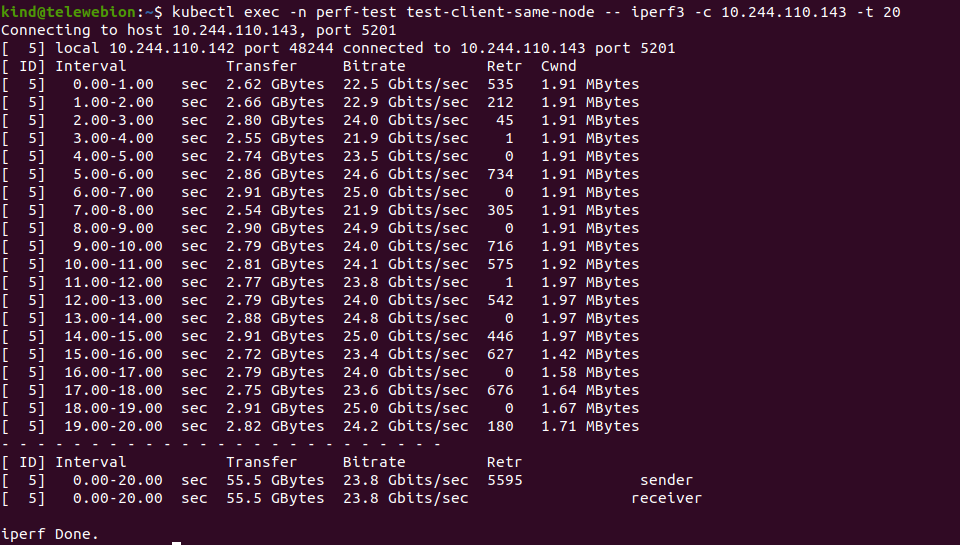 kind@telewebion:~$ kubectl exec -n perf-test test-client-same-node -- iperf3 -c 10.244.110.143 -t 20
Connecting to host 10.244.110.143, port 5201
[  5] local 10.244.110.142 port 48244 connected to 10.244.110.143 port 5201
[ ID] Interval           Transfer     Bitrate         Retr  Cwnd
[  5]   0.00-1.00   sec  2.62 GBytes  22.5 Gbits/sec  535   1.91 MBytes
[  5]   1.00-2.00   sec  2.66 GBytes  22.9 Gbits/sec  212   1.91 MBytes
[  5]   2.00-3.00   sec  2.80 GBytes  24.0 Gbits/sec   45   1.91 MBytes
[  5]   3.00-4.00   sec  2.55 GBytes  21.9 Gbits/sec    1   1.91 MBytes
[  5]   4.00-5.00   sec  2.74 GBytes  23.5 Gbits/sec    0   1.91 MBytes
[  5]   5.00-6.00   sec  2.86 GBytes  24.6 Gbits/sec  734   1.91 MBytes
[  5]   6.00-7.00   sec  2.91 GBytes  25.0 Gbits/sec    0   1.91 MBytes
[  5]   7.00-8.00   sec  2.54 GBytes  21.9 Gbits/sec  305   1.91 MBytes
[  5]   8.00-9.00   sec  2.90 GBytes  24.9 Gbits/sec    0   1.91 MBytes
[  5]   9.00-10.00  sec  2.79 GBytes  24.0 Gbits/sec  716   1.91 MBytes
[  5]  10.00-11.00  sec  2.81 GBytes  24.1 Gbits/sec  575   1.92 MBytes
[  5]  11.00-12.00  sec  2.77 GBytes  23.8 Gbits/sec    1   1.97 MBytes
[  5]  12.00-13.00  sec  2.79 GBytes  24.0 Gbits/sec  542   1.97 MBytes
[  5]  13.00-14.00  sec  2.88 GBytes  24.8 Gbits/sec    0   1.97 MBytes
[  5]  14.00-15.00  sec  2.91 GBytes  25.0 Gbits/sec  446   1.97 MBytes
[  5]  15.00-16.00  sec  2.72 GBytes  23.4 Gbits/sec  627   1.42 MBytes
[  5]  16.00-17.00  sec  2.79 GBytes  24.0 Gbits/sec    0   1.58 MBytes
[  5]  17.00-18.00  sec  2.75 GBytes  23.6 Gbits/sec  676   1.64 MBytes
[  5]  18.00-19.00  sec  2.91 GBytes  25.0 Gbits/sec    0   1.67 MBytes
[  5]  19.00-20.00  sec  2.82 GBytes  24.2 Gbits/sec  180   1.71 MBytes
- - - - - - - - - - - - - - - - - - - - - - - - -
[ ID] Interval           Transfer     Bitrate         Retr
[  5]   0.00-20.00  sec  55.5 GBytes  23.8 Gbits/sec  5595             sender
[  5]   0.00-20.00  sec  55.5 GBytes  23.8 Gbits/sec                  receiver
iperf Done.